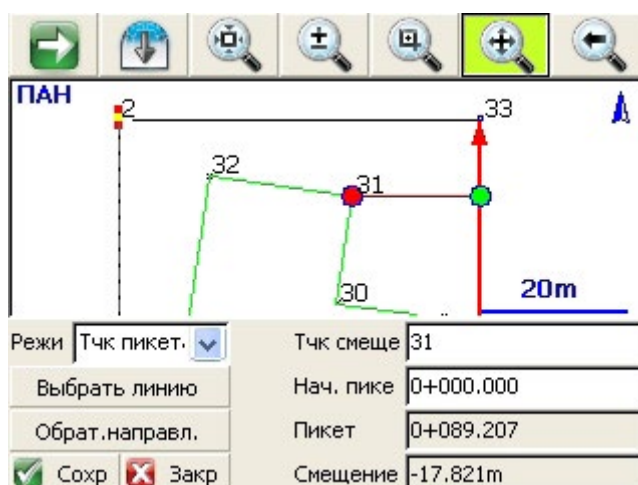 ПАН
2
33
32
31
30
20m
Режи Тчк пикет. Тчк смеще 31
Выбрать линию Нач. пике 0+000.000
Обрат.направл. Пикет 0+089.207
Сохр Закр Смещение -17.821m